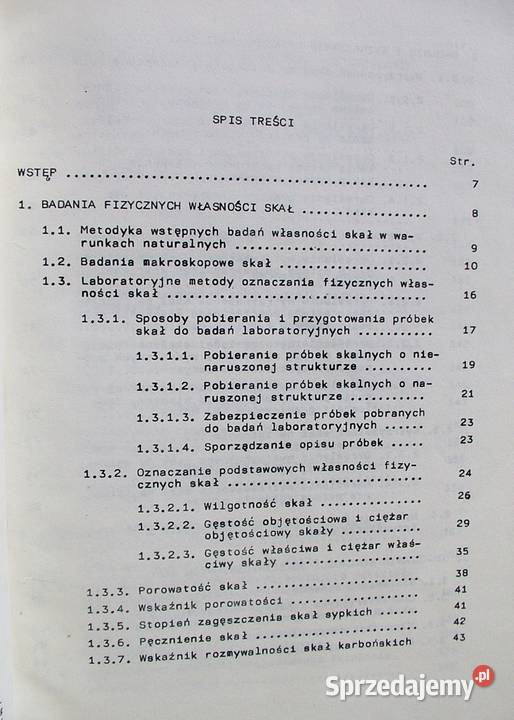 SPIS TREŚCI
Str.
WSTĘP ............................................. 7
1. BADANIA FIZYCZNYCH WŁASNOŚCI SKAŁ ................ 8
1.1. Metodyka wstępnych badań własności skał w wa-
runkach naturalnych ........................ 9
1.2. Badania makroskopowe skał ................... 10
1.3. Laboratoryjne metody oznaczania fizycznych włas-
ności skał ................................. 16
1.3.1. Sposoby pobierania i przygotowania próbek
skał do badań laboratoryjnych ........... 17
1.3.1.1. Pobieranie próbek skalnych o nie-
naruszonej strukturze .......... 19
1.3.1.2. Pobieranie próbek skalnych o na-
ruszonej strukturze ........... 21
1.3.1.3. Zabezpieczenie próbek pobranych
do badań laboratoryjnych ...... 23
1.3.1.4. Sporządzanie opisu próbek ..... 23
1.3.2. Oznaczanie podstawowych własności fizy-
cznych skał ............................ 24
1.3.2.1. Wilgotność skał ................ 26
1.3.2.2. Gęstość objętościowa i ciężar
objętościowy skały ............. 29
1.3.2.3. Gęstość właściwa i ciężar właś-
ciwy skały ..................... 35
1.3.3. Porowatość skał ......................... 38
1.3.4. Wskaźnik porowatości .................... 41
1.3.5. Stopień zagęszczenia skał sypkich ....... 41
1.3.6. Pęcznienie skał ......................... 42
1.3.7. Wskaźnik rozmywalności skał karbońskich 43
Sprzedajemy.pl